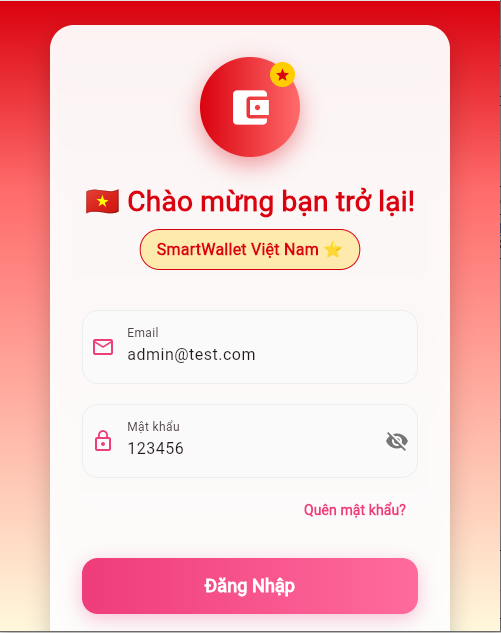 🇻🇳 Chào mừng bạn trở lại!
SmartWallet Việt Nam ⭐
Email
admin@test.com
Mật khẩu
123456
Quên mật khẩu?
Đăng Nhập